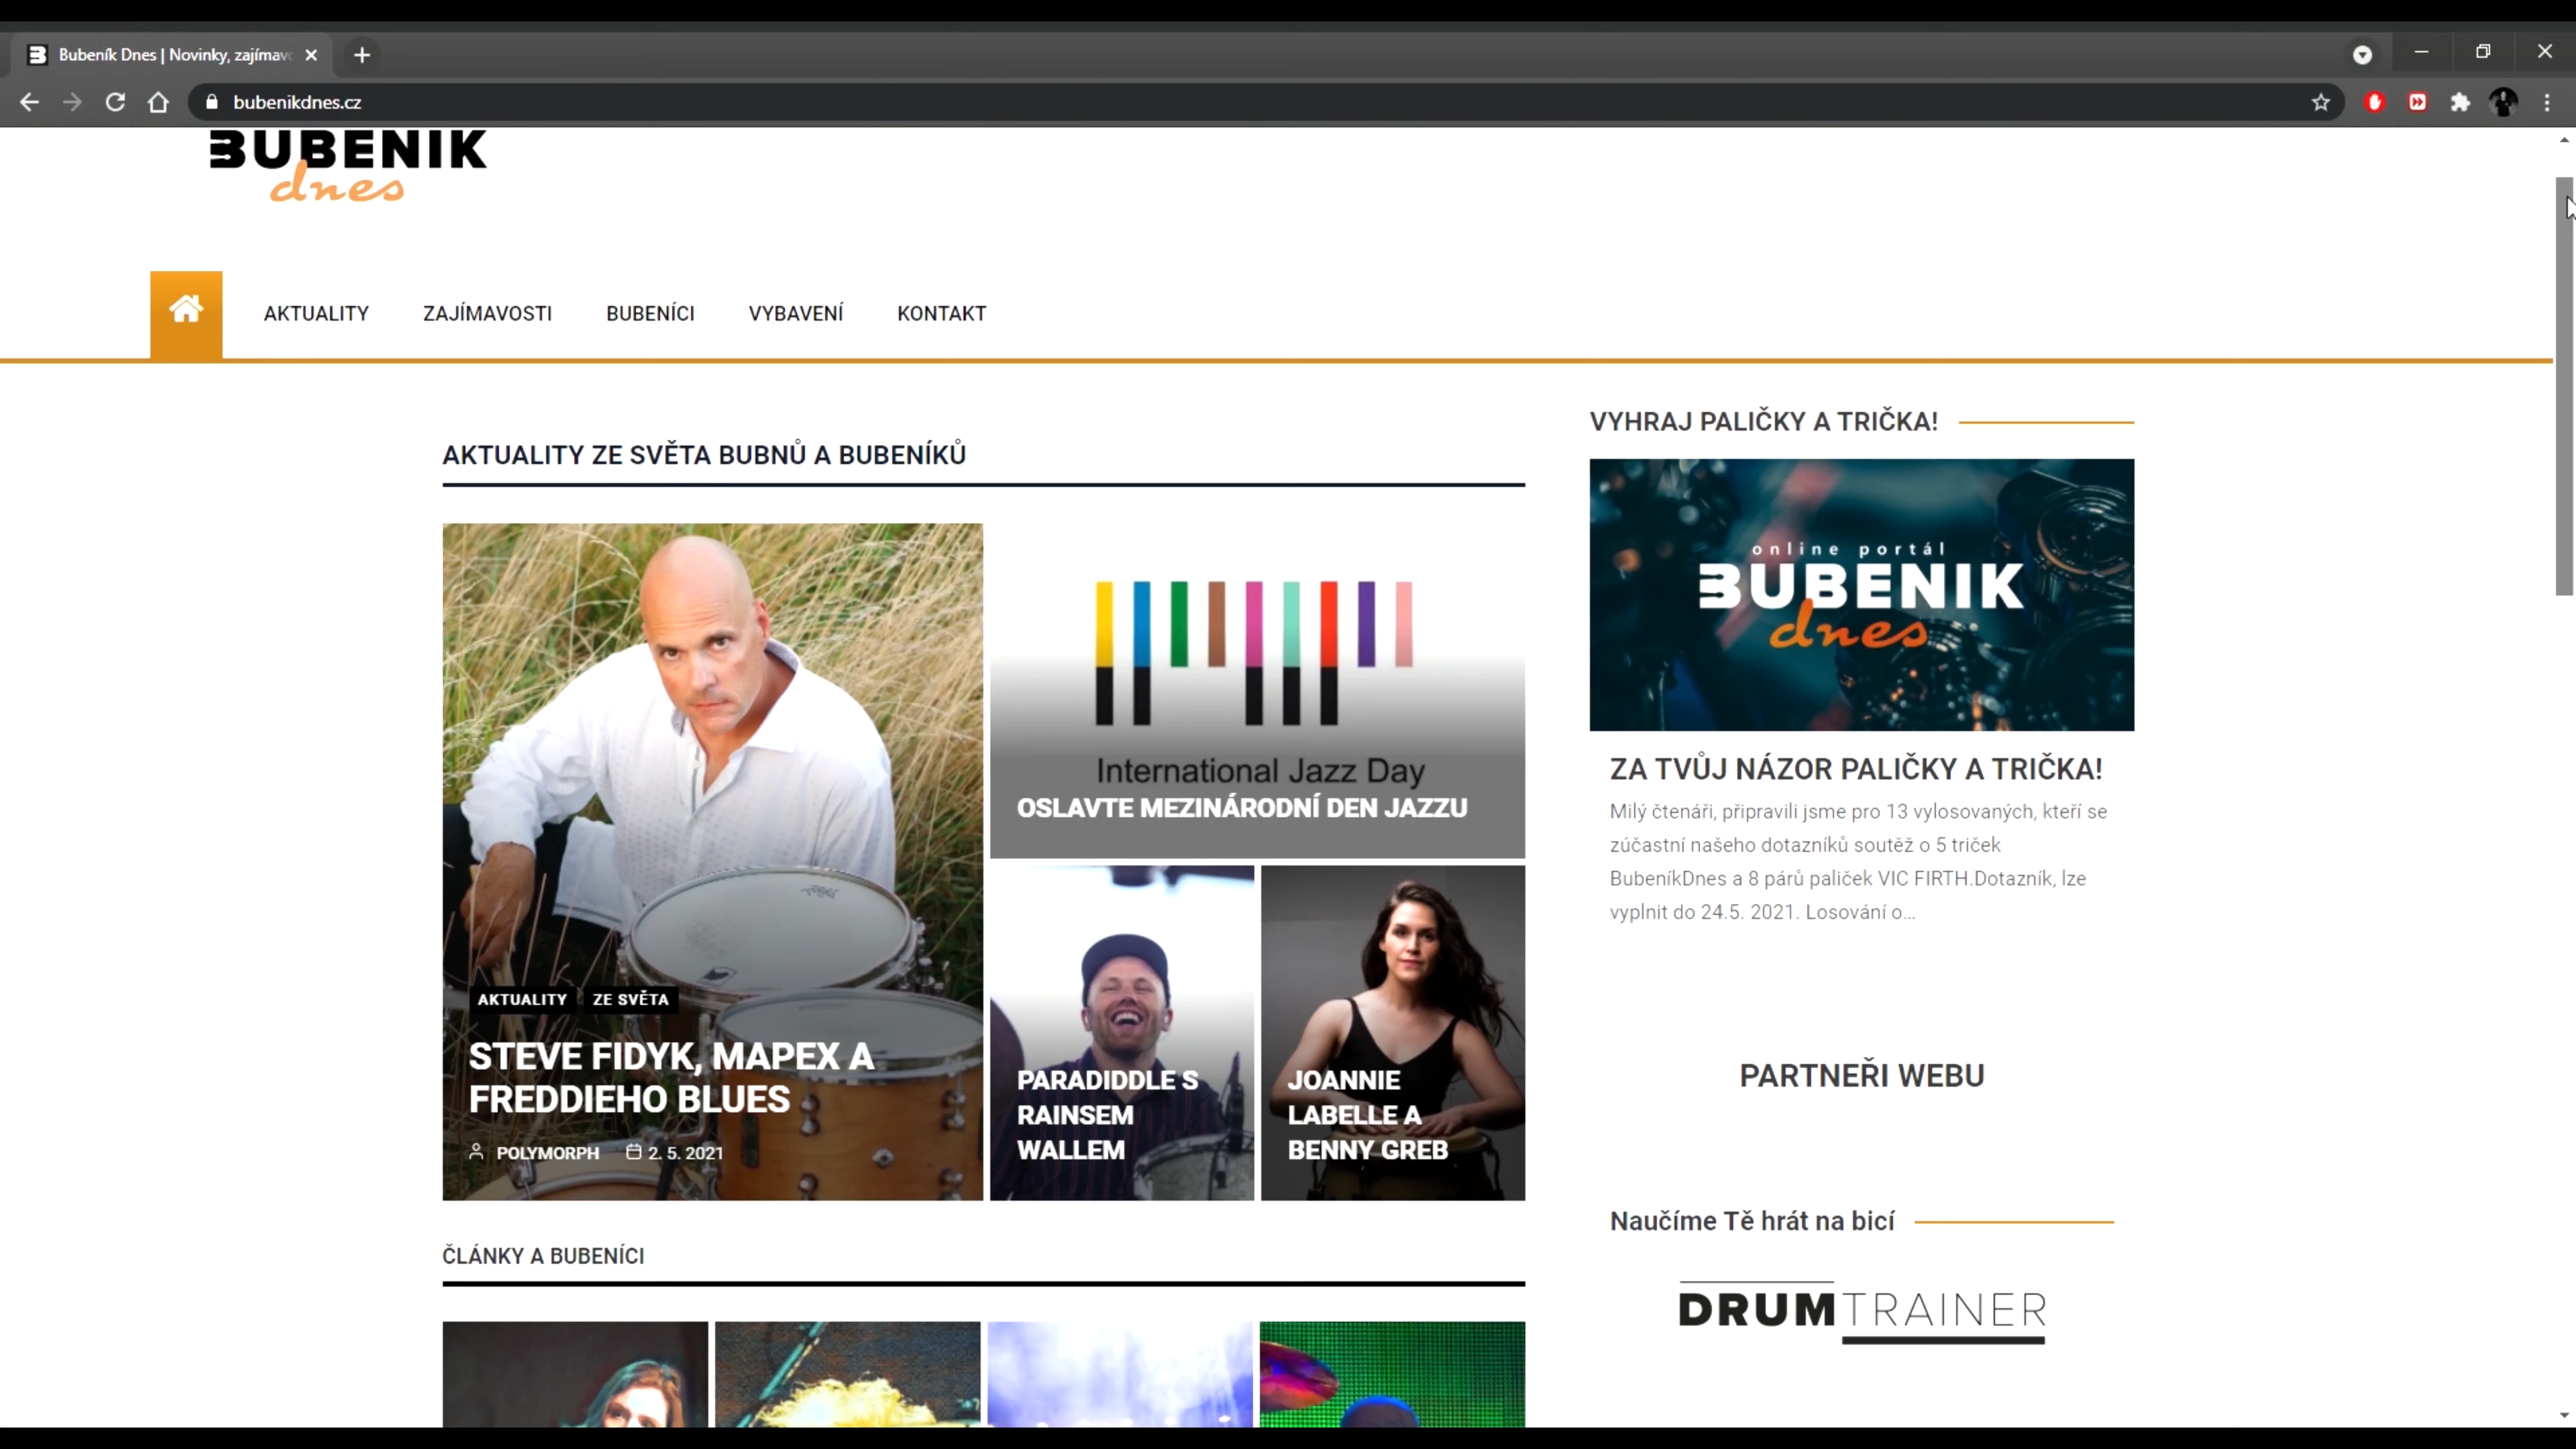 Bubeník Dnes | Novinky, zajímavo
bubenikdnes.cz
BUBENIK
dnes
AKTUALITY ZAJÍMAVOSTI BUBENÍCI VYBAVENÍ KONTAKT
AKTUALITY ZE SVĚTA BUBNŮ A BUBENÍKŮ
AKTUALITY ZE SVĚTA
STEVE FIDYK, MAPEX A
FREDDIEHO BLUES
POLYMORPH 2. 5. 2021
International Jazz Day
OSLAVTE MEZINÁRODNÍ DEN JAZZU
PARADIDDLE S
RAINSEM
WALLEM
JOANNIE
LABELLE A
BENNY GREB
ČLÁNKY A BUBENÍCI
VYHRAJ PALIČKY A TRIČKA!
online portál
BUBENIK
dnes
ZA TVŮJ NÁZOR PALIČKY A TRIČKA!
Milý čtenáři, připravili jsme pro 13 vylosovaných, kteří se
zúčastní našeho dotazníků soutěž o 5 triček
BubeníkDnes a 8 párů paliček VIC FIRTH.Dotazník, lze
vyplnit do 24.5. 2021. Losování o...
PARTNEŘI WEBU
Naučíme Tě hrát na bicí
DRUMTRAINER